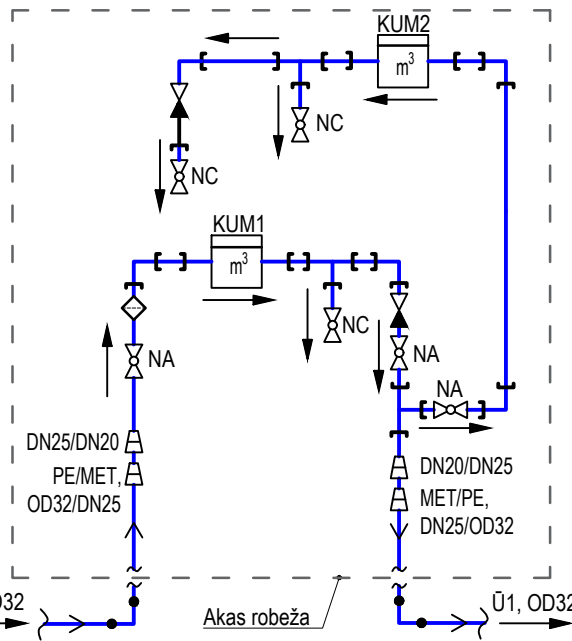 KUM2
m³
NC
NC
KUM1
m³
NC
NA
NA
NA
DN25/DN20
PE/MET,
OD32/DN25
DN20/DN25
MET/PE,
DN25/OD32
Akas robeža
Ū1, OD32